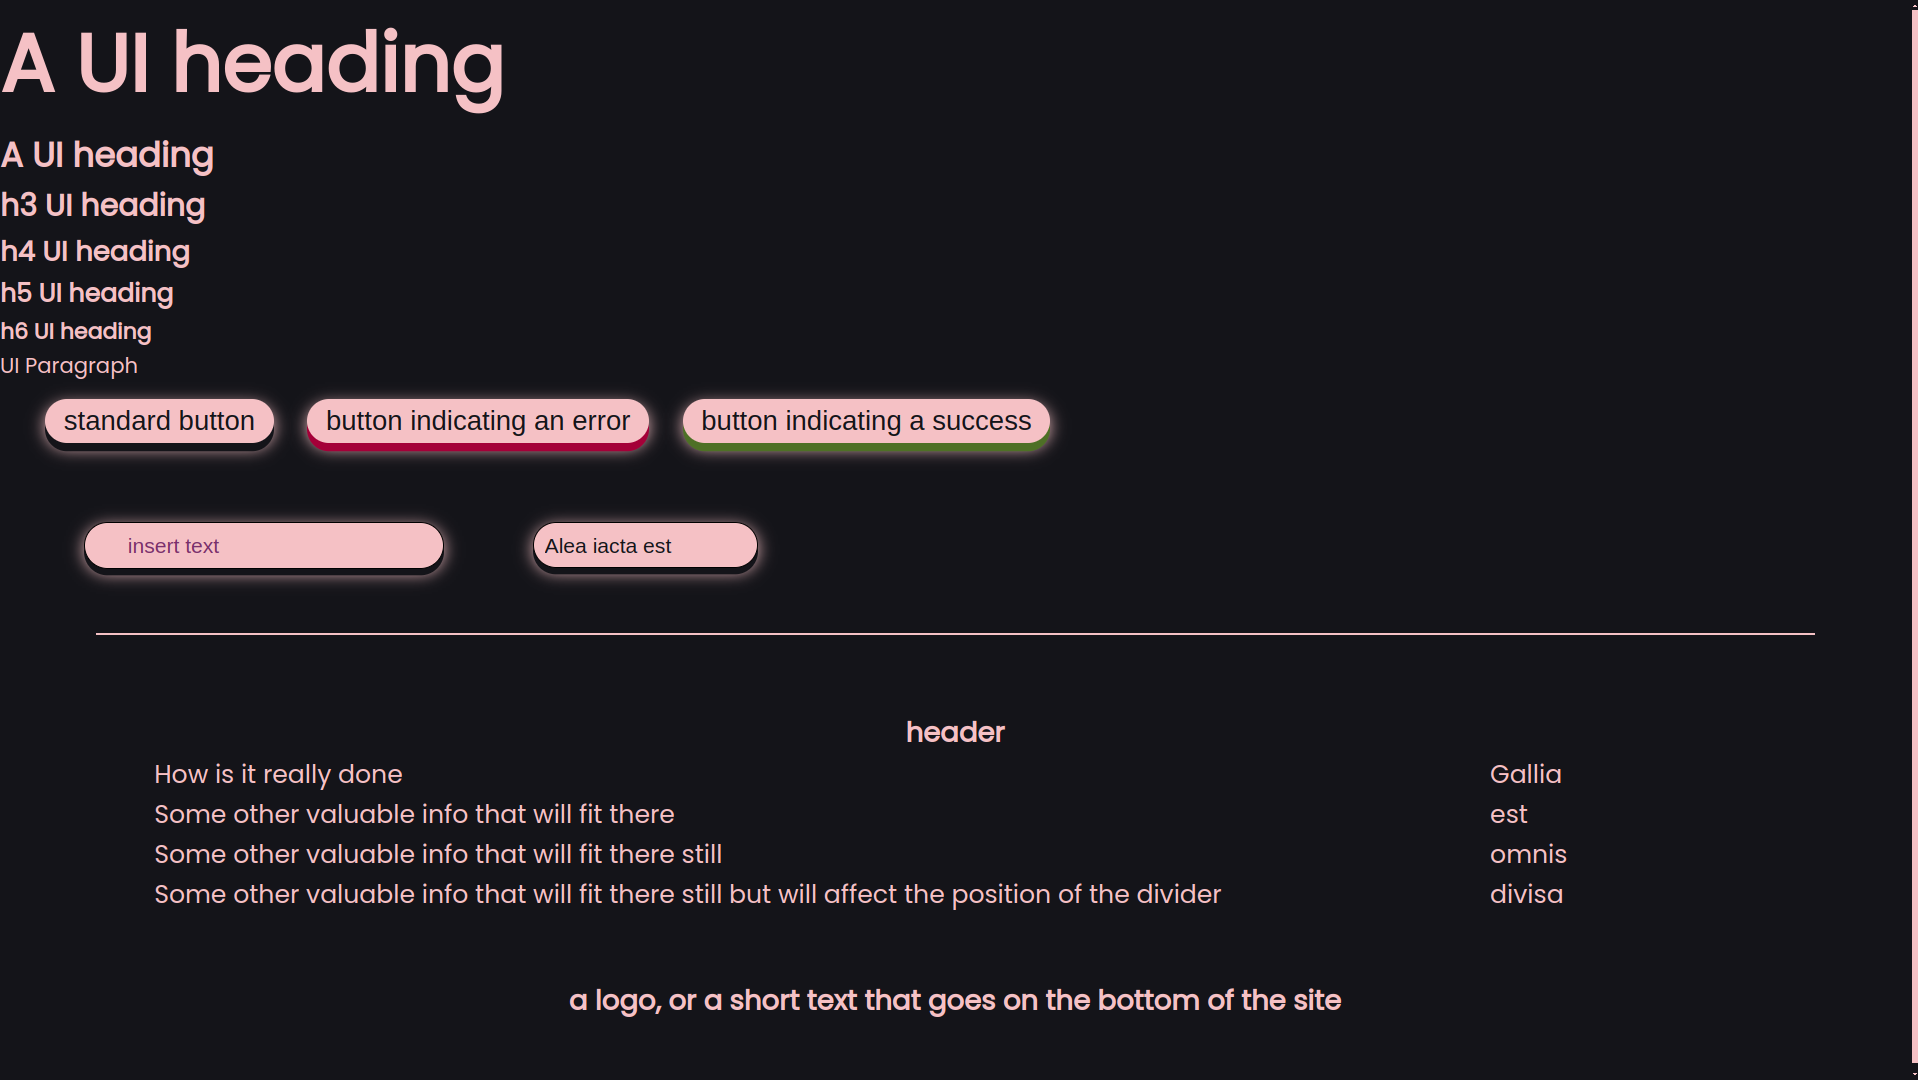 A UI heading
A UI heading
h3 UI heading
h4 UI heading
h5 UI heading
h6 UI heading
UI Paragraph
standard button button indicating an error button indicating a success
insert text Alea iacta est
header
How is it really done Gallia
Some other valuable info that will fit there est
Some other valuable info that will fit there still omnis
Some other valuable info that will fit there still but will affect the position of the divider divisa
a logo, or a short text that goes on the bottom of the site